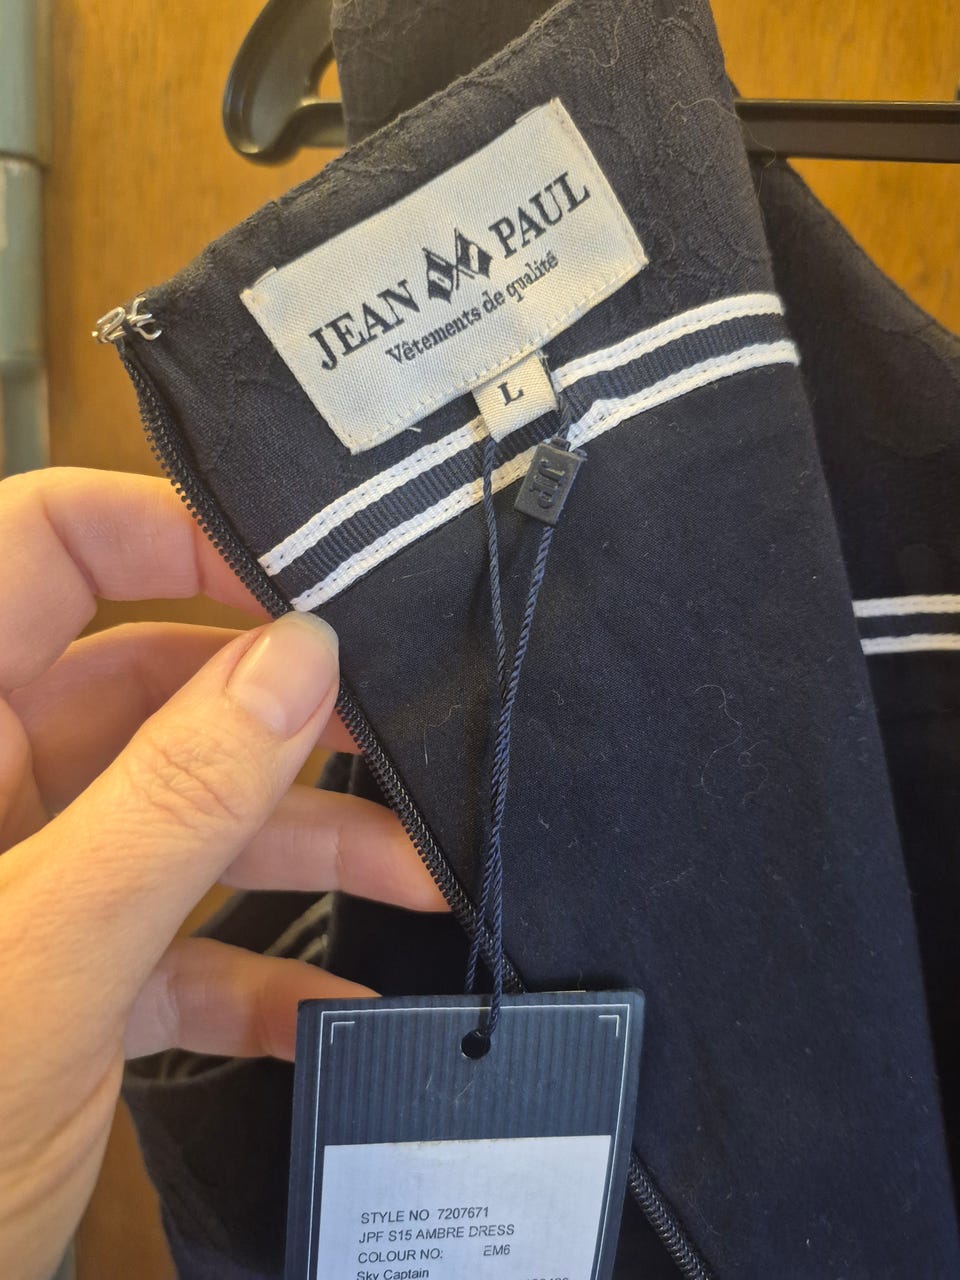 JEAN PAUL
Vêtements de qualité
L
JP
STYLE NO 7207671
JPF S15 AMBRE DRESS
COLOUR NO: EM6
Sky Captain